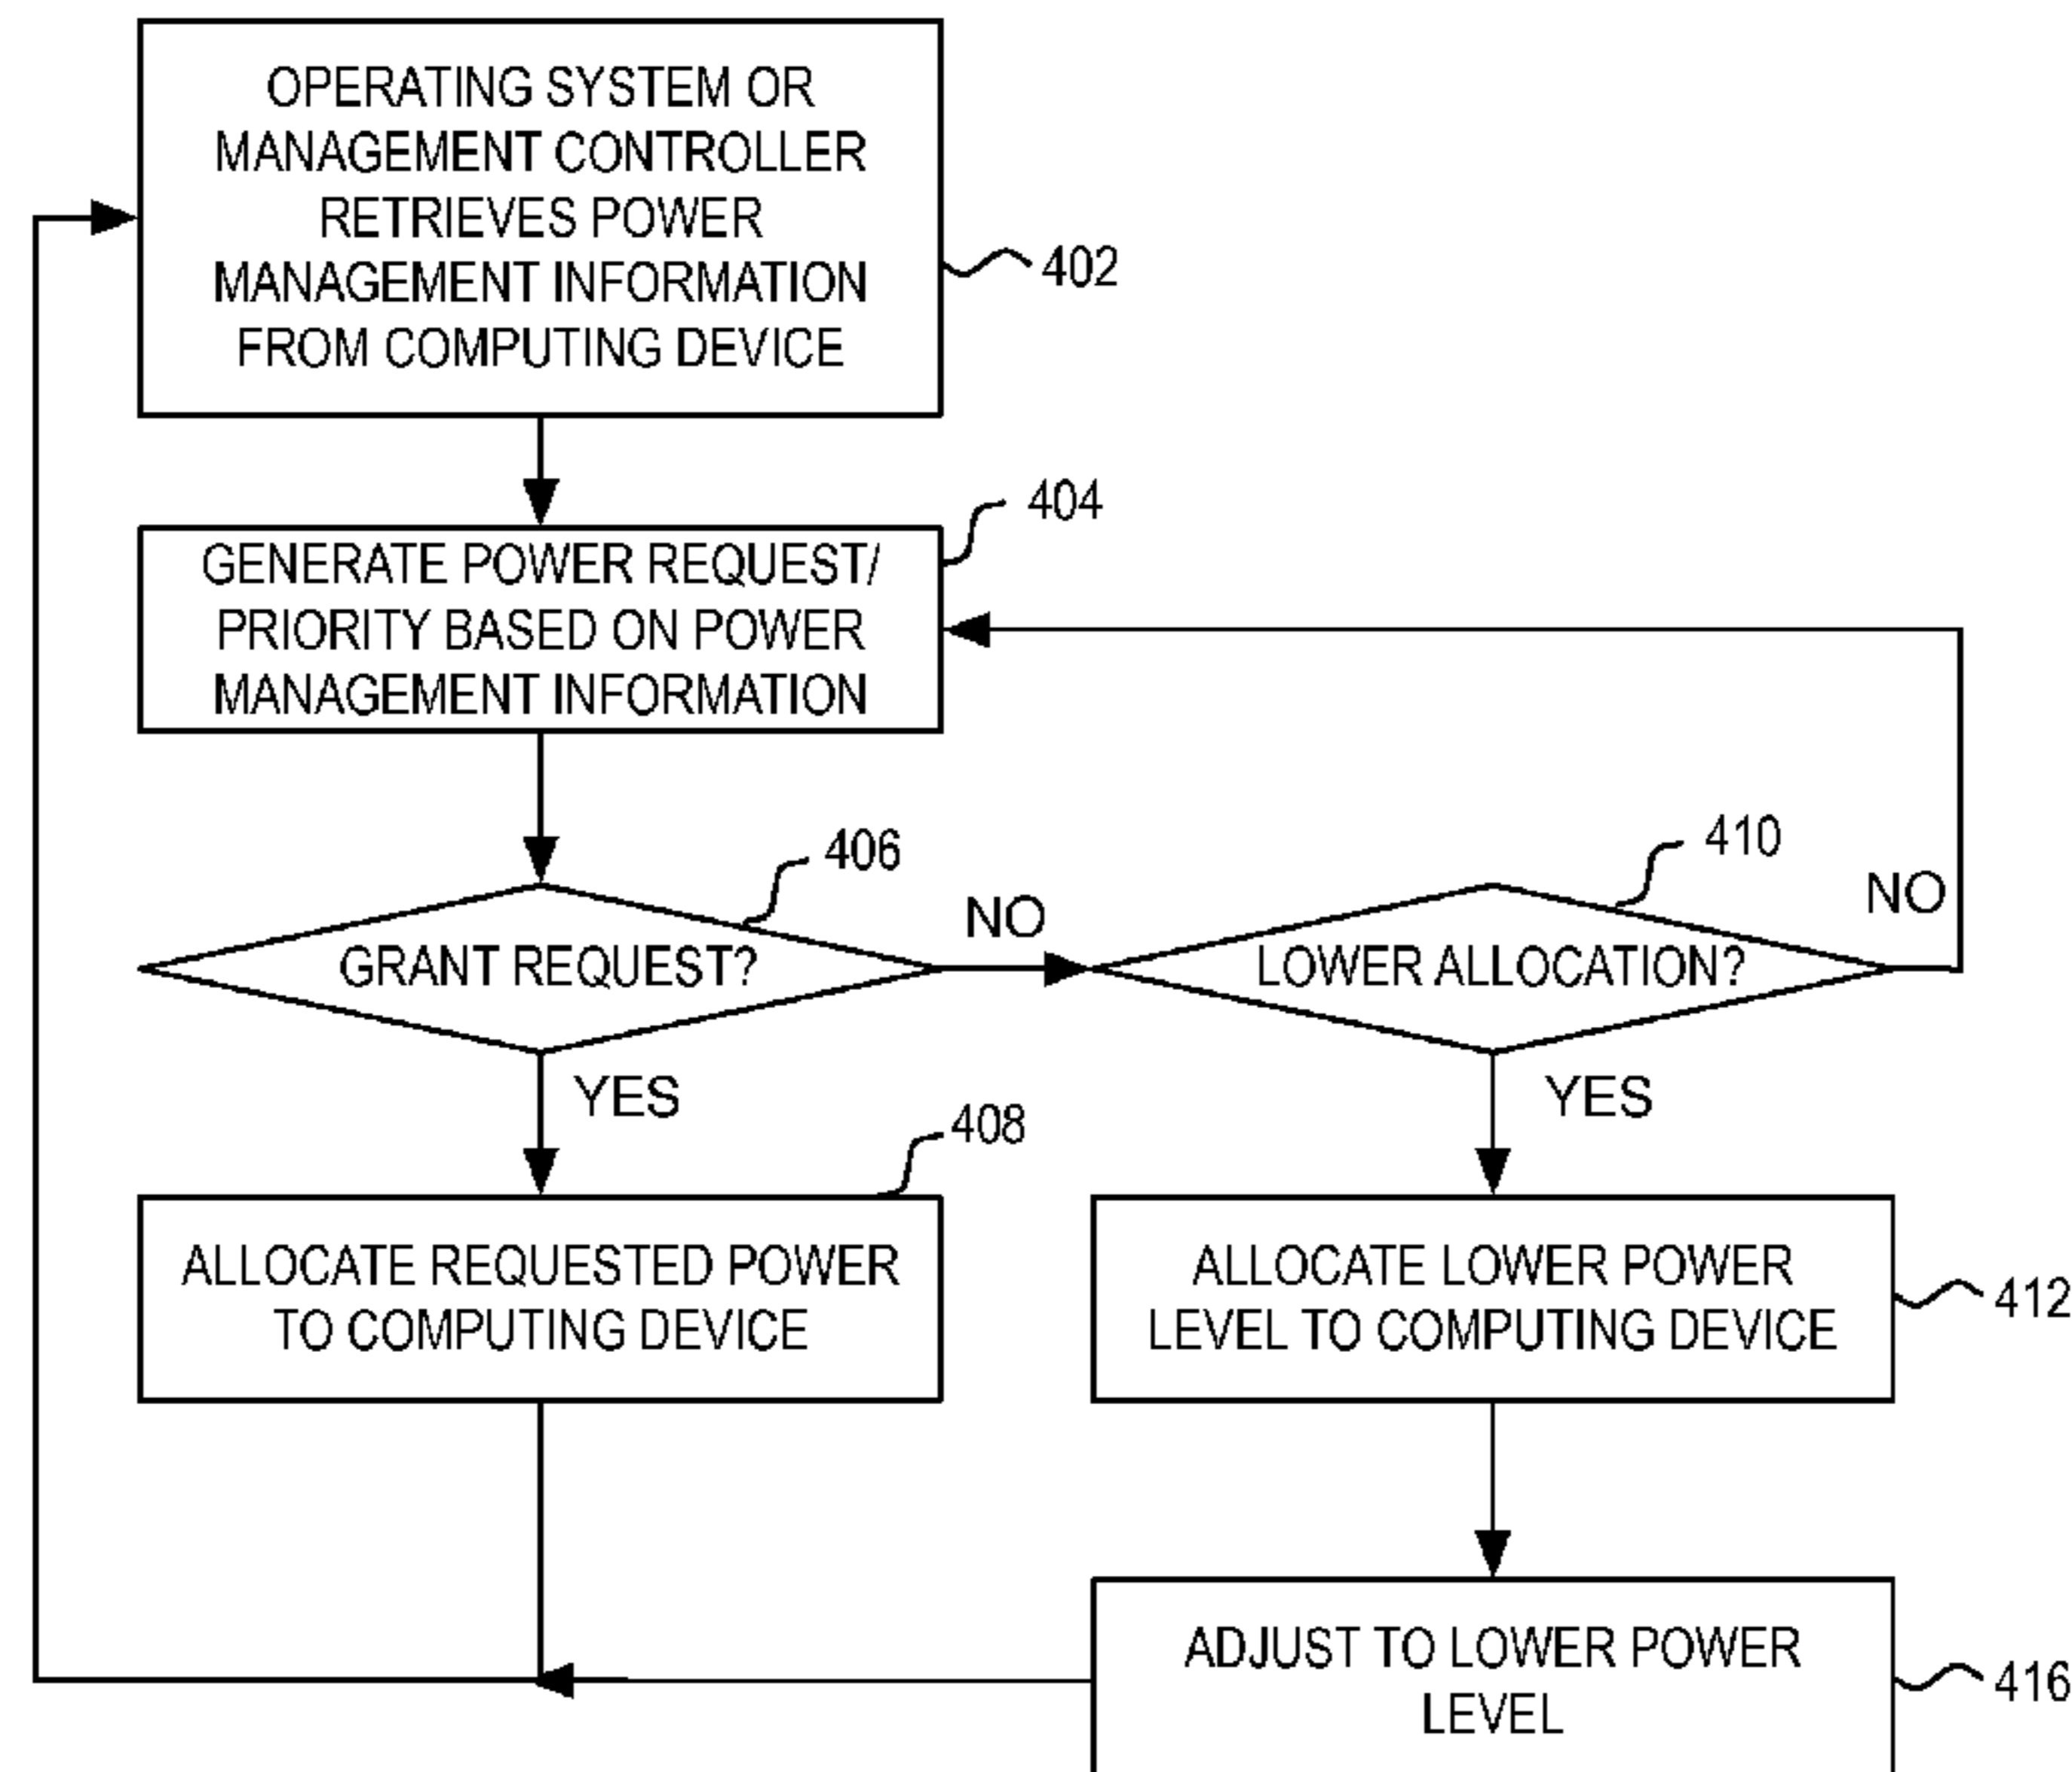 OPERATING SYSTEM OR
MANAGEMENT CONTROLLER
RETRIEVES POWER
MANAGEMENT INFORMATION
FROM COMPUTING DEVICE
402
404
GENERATE POWER REQUEST/
PRIORITY BASED ON POWER
MANAGEMENT INFORMATION
406
GRANT REQUEST?
NO
410
LOWER ALLOCATION?
NO
YES
YES
408
ALLOCATE REQUESTED POWER
TO COMPUTING DEVICE
ALLOCATE LOWER POWER
LEVEL TO COMPUTING DEVICE
412
ADJUST TO LOWER POWER
LEVEL
416